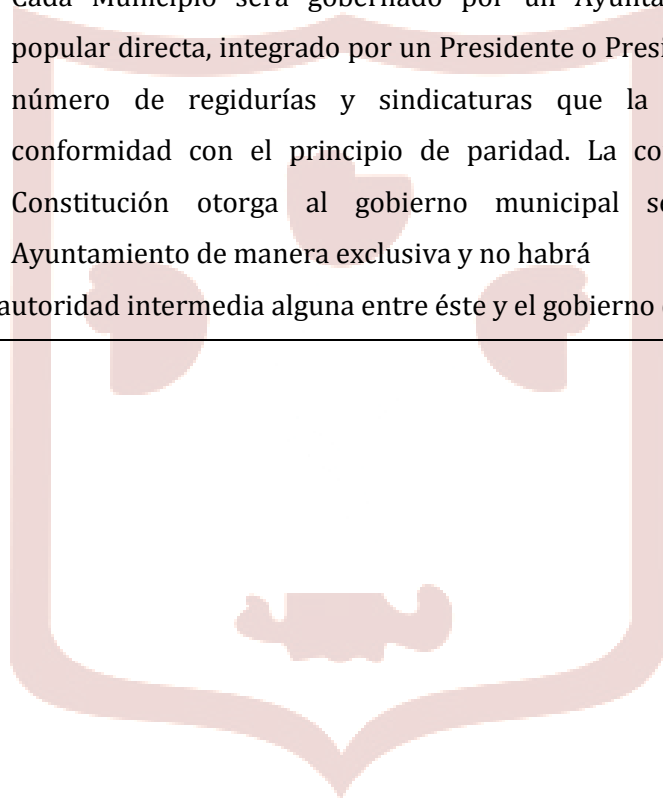 Cada Municipio será gobernado por un Ayunta
popular directa, integrado por un Presidente o Presi
número de regidurías y sindicaturas que la
conformidad con el principio de paridad. La co
Constitución otorga al gobierno municipal se
Ayuntamiento de manera exclusiva y no habrá
autoridad intermedia alguna entre éste y el gobierno